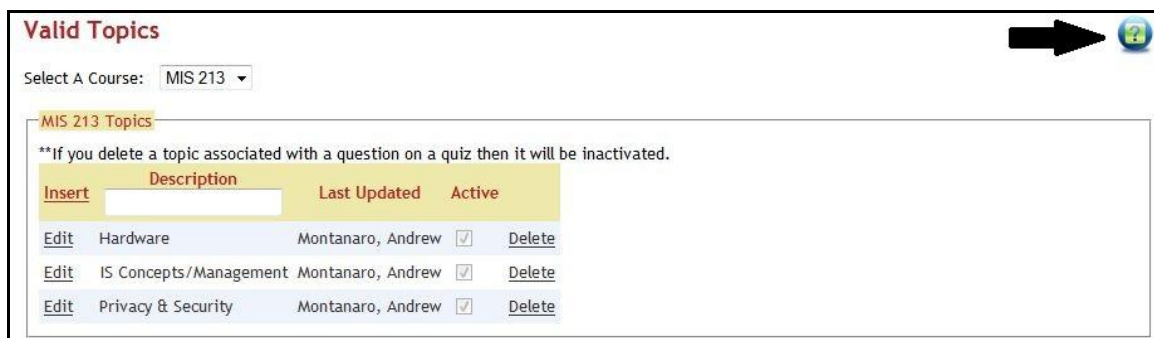 Valid Topics
?
Select A Course: MIS 213
MIS 213 Topics
**If you delete a topic associated with a question on a quiz then it will be inactivated.
Insert Description Last Updated Active
Edit Hardware Montanaro, Andrew Delete
Edit IS Concepts/Management Montanaro, Andrew Delete
Edit Privacy & Security Montanaro, Andrew Delete